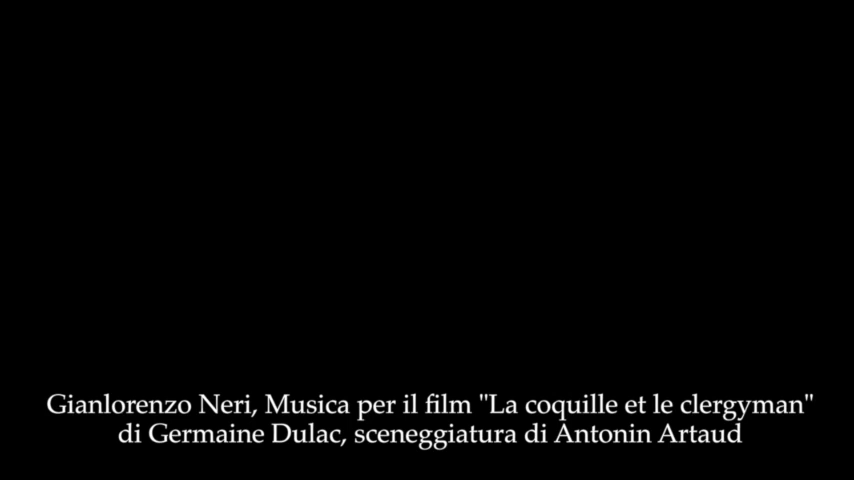 Gianlorenzo Neri, Musica per il film "La coquille et le clergyman"
di Germaine Dulac, sceneggiatura di Antonin Artaud